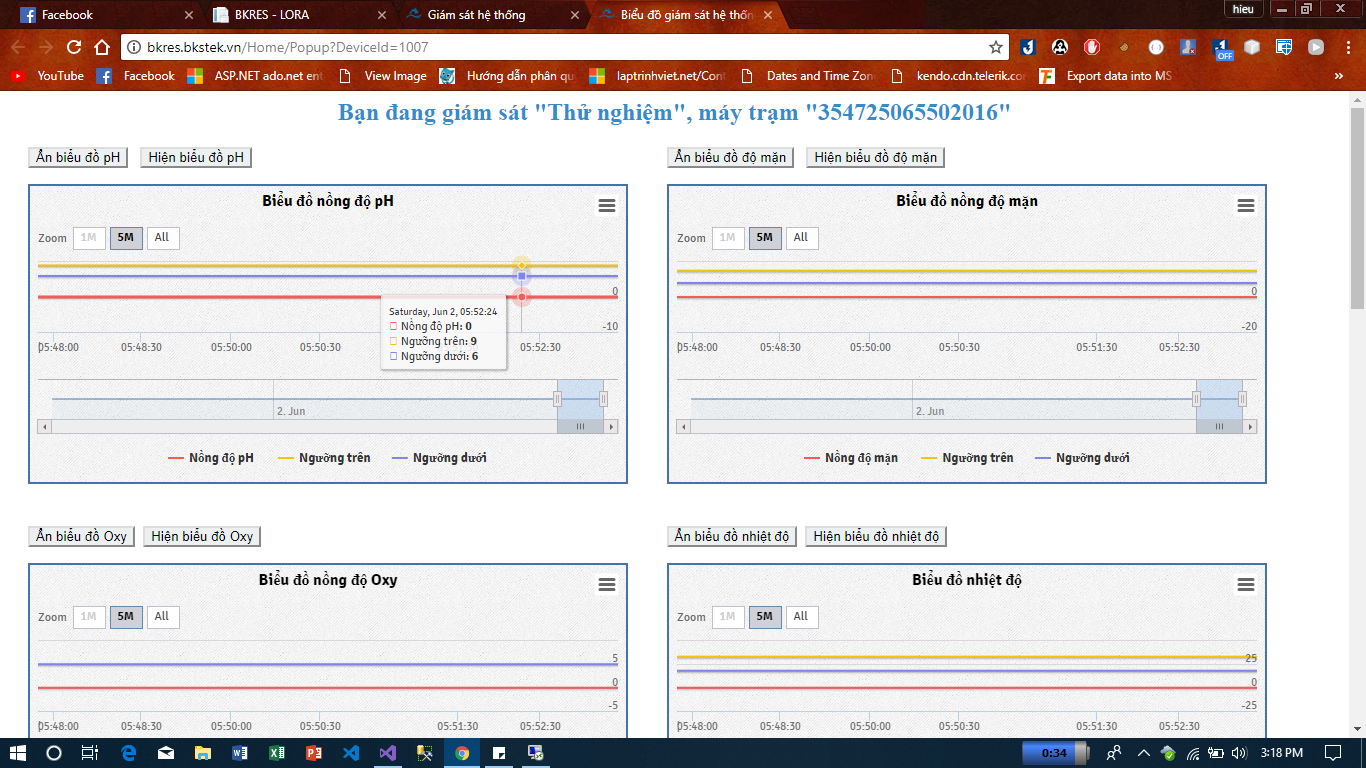 Facebook
BKRES - LORA
Giám sát hệ thống
Biểu đồ giám sát hệ thốn
hieu
bkres.bkstek.vn/Home/Popup?DeviceId=1007
OFF
YouTube
Facebook
ASP.NET ado.net ent
View Image
Hướng dẫn phân qu
laptrinhviet.net/Cont
Dates and Time Zon
kendo.cdn.telerik.co
Export data into MS
»
Bạn đang giám sát "Thử nghiệm", máy trạm "354725065502016"
Ẩn biểu đồ pH
Hiện biểu đồ pH
Ẩn biểu đồ độ mặn
Hiện biểu đồ độ mặn
Biểu đồ nồng độ pH
Zoom 1M 5M All
0
-10
Saturday, Jun 2, 05:52:24
Nồng độ pH: 0
Ngưỡng trên: 9
Ngưỡng dưới: 6
05:48:00 05:48:30 05:50:00 05:50:30 05:52:30
2. Jun
Nồng độ pH Ngưỡng trên Ngưỡng dưới
Biểu đồ nồng độ mặn
Zoom 1M 5M All
0
-20
05:48:00 05:48:30 05:50:00 05:50:30 05:51:30 05:52:30
2. Jun
Nồng độ mặn Ngưỡng trên Ngưỡng dưới
Ẩn biểu đồ Oxy
Hiện biểu đồ Oxy
Ẩn biểu đồ nhiệt độ
Hiện biểu đồ nhiệt độ
Biểu đồ nồng độ Oxy
Zoom 1M 5M All
5
0
-5
05:48:00 05:48:30 05:50:00 05:50:30 05:51:30 05:52:30
Biểu đồ nhiệt độ
Zoom 1M 5M All
25
0
-25
05:48:00 05:48:30 05:50:00 05:50:30 05:51:30 05:52:30
0:34
3:18 PM